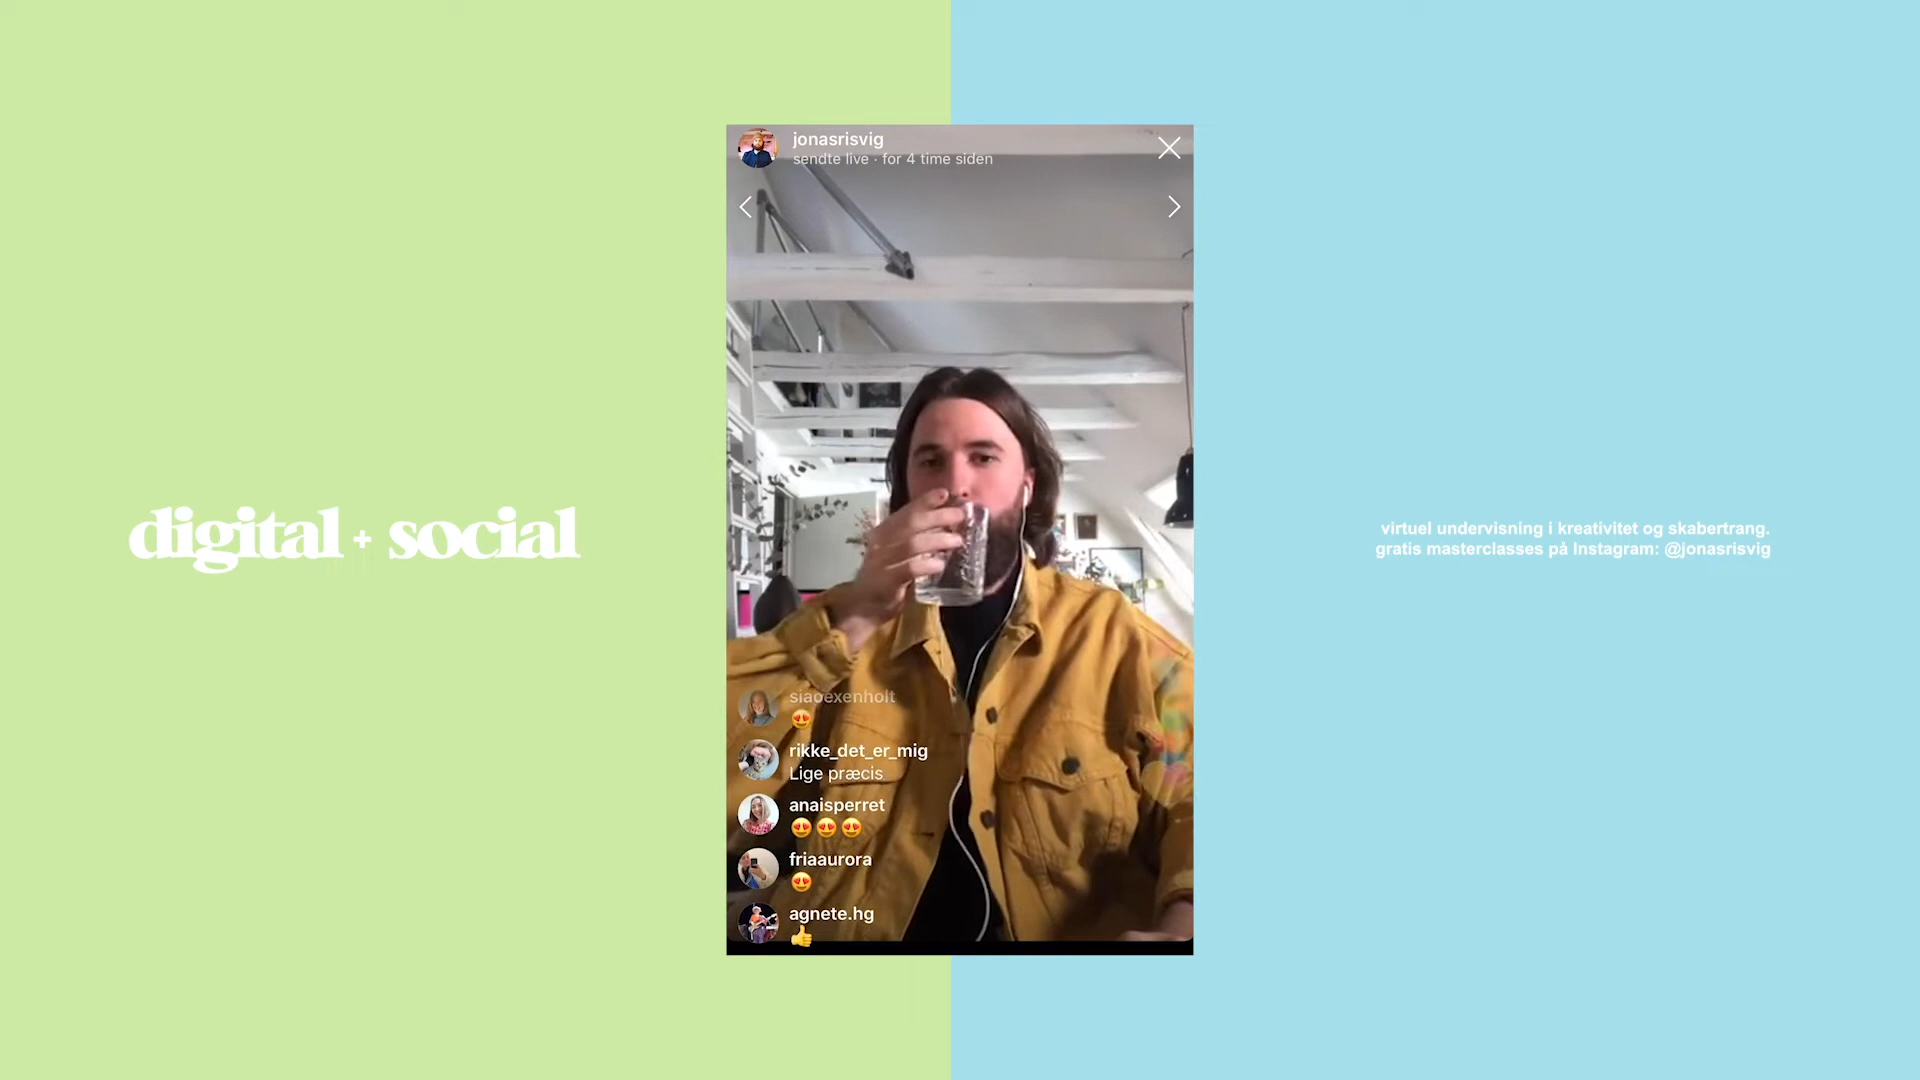 digital + social
jonasrisvig
sendte live · for 4 time siden
siaoexenholt
😍
rikke_det_er_mig
Lige præcis
anaisperret
😍😍😍
friaaurora
😍
agnete.hg
👍
virtuel undervisning i kreativitet og skabertrang.
gratis masterclasses på Instagram: @jonasrisvig